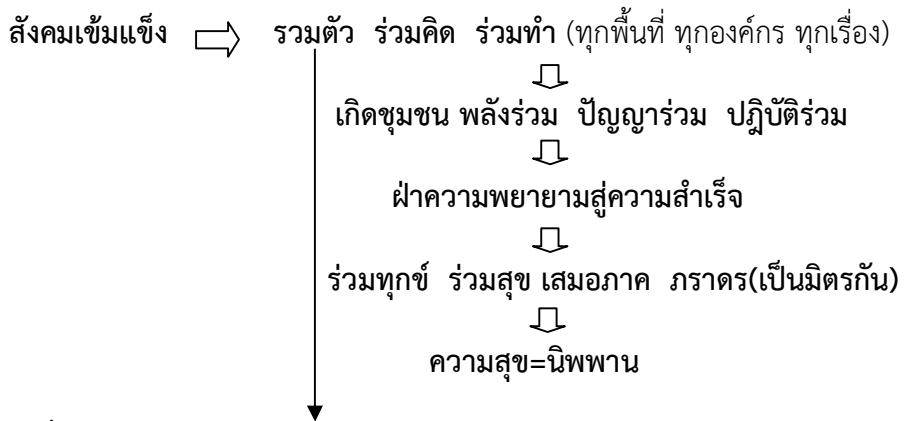 สังคมเข้มแข็ง รวมตัว ร่วมคิด ร่วมทำ (ทุกพื้นที่ ทุกองค์กร ทุกเรื่อง)
เกิดชุมชน พลังร่วม ปัญญาร่วม ปฎิบัติร่วม
ฝ่าความพยายามสู่ความสำเร็จ
ร่วมทุกข์ ร่วมสุข เสมอภาค ภราดร(เป็นมิตรกัน)
ความสุข=นิพพาน